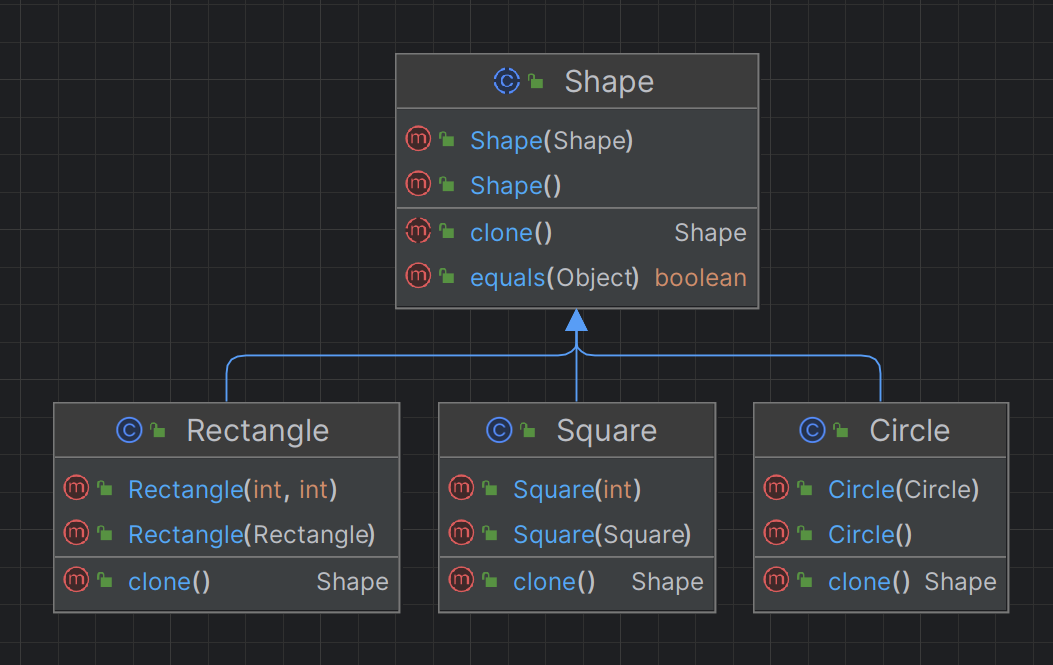 Shape
Shape(Shape)
Shape()
clone() Shape
equals(Object) boolean
Rectangle
Rectangle(int, int)
Rectangle(Rectangle)
clone() Shape
Square
Square(int)
Square(Square)
clone() Shape
Circle
Circle(Circle)
Circle()
clone() Shape